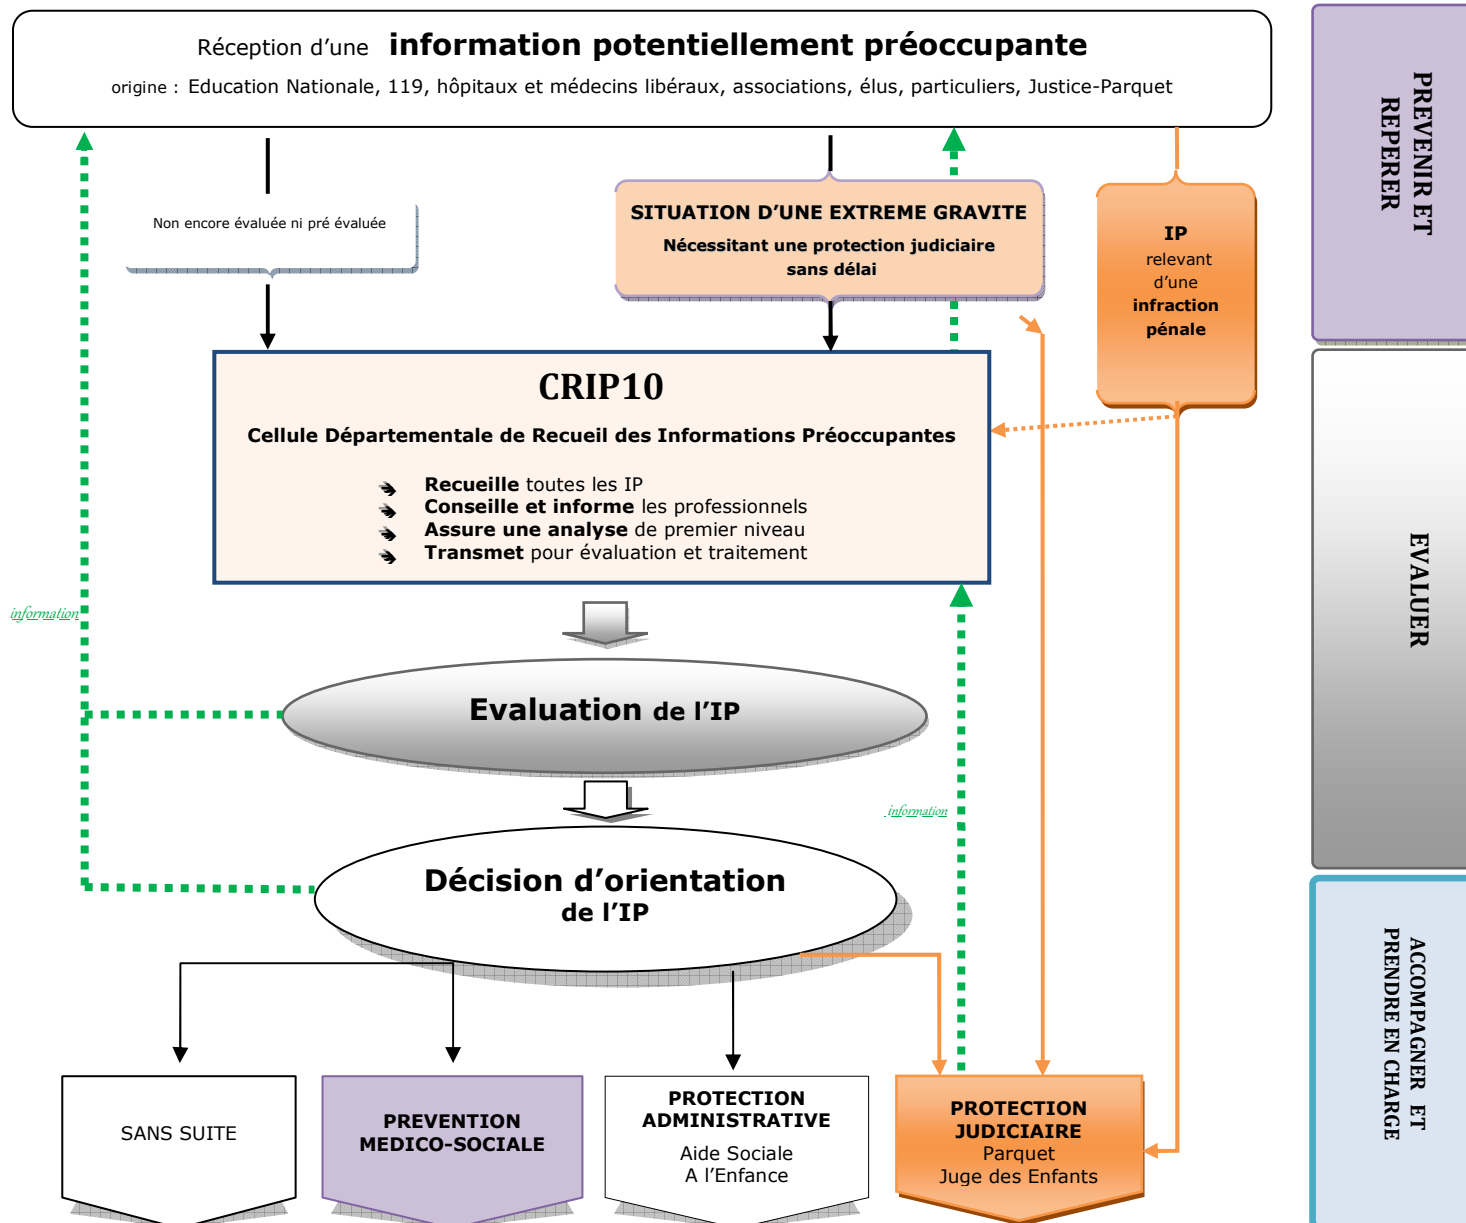 Réception d’une information potentiellement préoccupante
origine : Education Nationale, 119, hôpitaux et médecins libéraux, associations, élus, particuliers, Justice-Parquet
PREVENIR ET
REPERER
Non encore évaluée ni pré évaluée
SITUATION D’UNE EXTREME GRAVITE
Nécessitant une protection judiciaire
sans délai
IP
relevant
d’une
infraction
pénale
CRIP10
Cellule Départementale de Recueil des Informations Préoccupantes
Recueille toutes les IP
Conseille et informe les professionnels
Assure une analyse de premier niveau
Transmet pour évaluation et traitement
EVALUER
information
Evaluation de l’IP
information
Décision d’orientation
de l’IP
ACCOMPAGNER ET
PRENDRE EN CHARGE
SANS SUITE
PREVENTION
MEDICO-SOCIALE
PROTECTION
ADMINISTRATIVE
Aide Sociale
A l’Enfance
PROTECTION
JUDICIAIRE
Parquet
Juge des Enfants